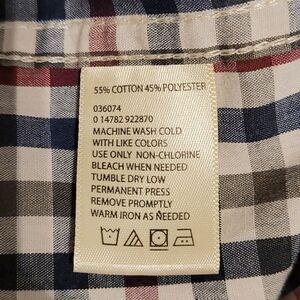 55% COTTON 45% POLYESTER
036074
0 14782 922870
MACHINE WASH COLD
WITH LIKE COLORS
USE ONLY NON-CHLORINE
BLEACH WHEN NEEDED
TUMBLE DRY LOW
PERMANENT PRESS
REMOVE PROMPTLY
WARM IRON AS NEEDED